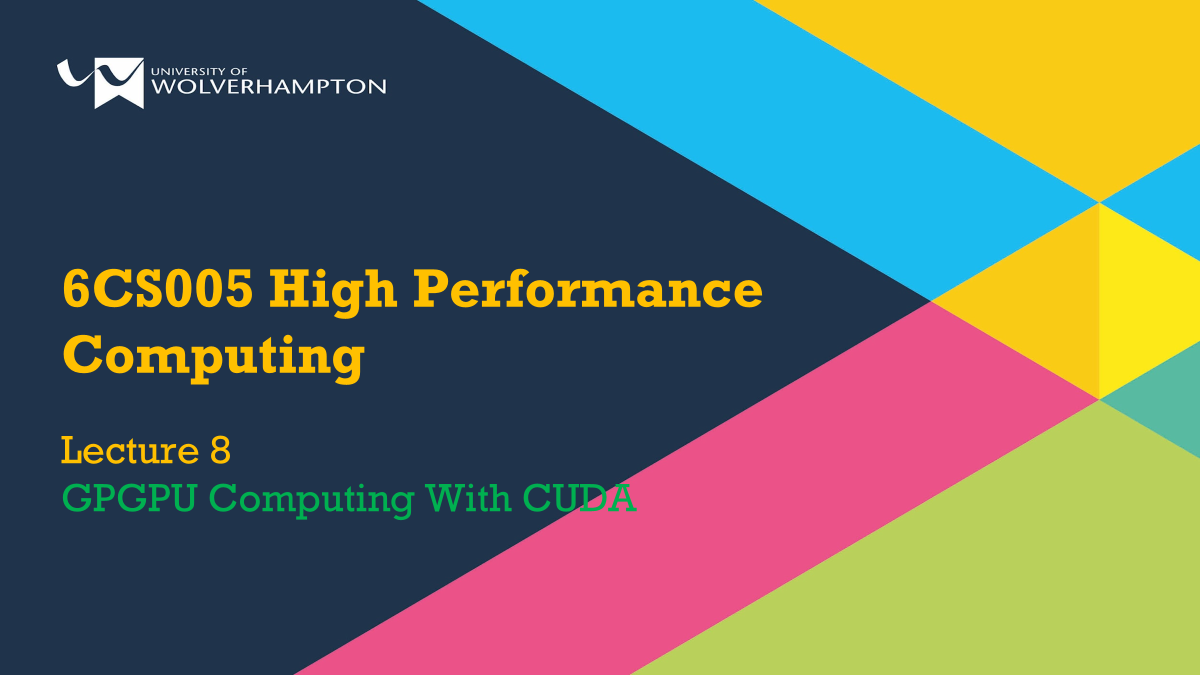 UNIVERSITY OF
WOLVERHAMPTON
6CS005 High Performance
Computing
Lecture 8
GPGPU Computing With CUDA